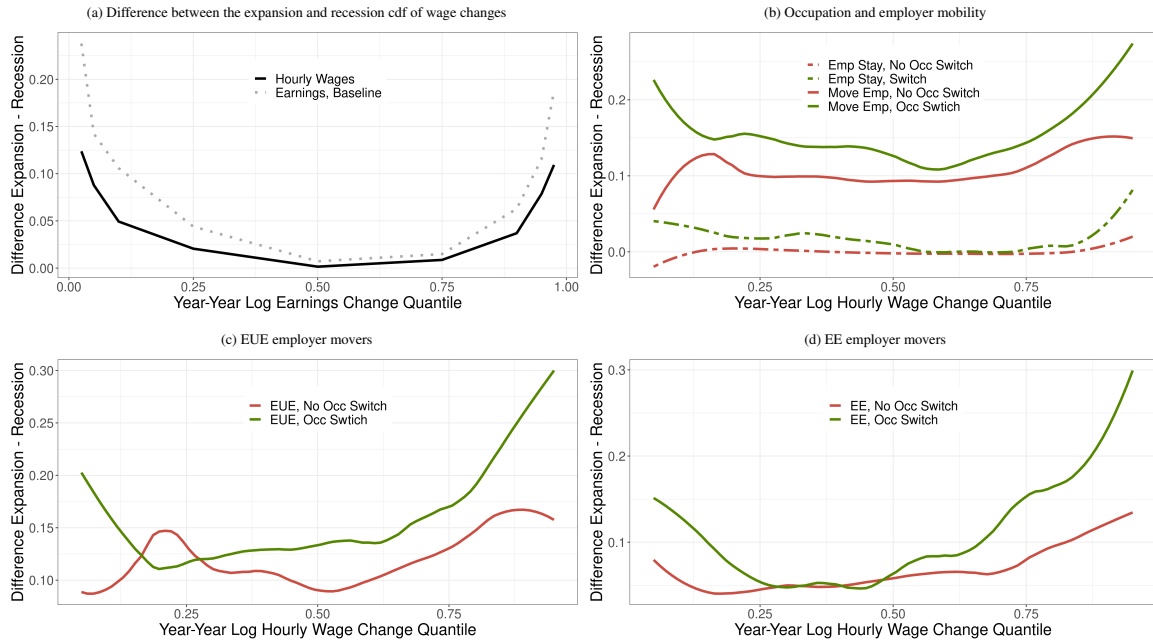 (a) Difference between the expansion and recession cdf of wage changes
Difference Expansion - Recession
0.20
0.15
0.10
0.05
0.00
Hourly Wages
Earnings, Baseline
0.00 0.25 0.50 0.75 1.00
Year-Year Log Earnings Change Quantile
(b) Occupation and employer mobility
Difference Expansion - Recession
0.2
0.1
0.0
Emp Stay, No Occ Switch
Emp Stay, Switch
Move Emp, No Occ Switch
Move Emp, Occ Swtich
0.25 0.50 0.75
Year-Year Log Hourly Wage Change Quantile
(c) EUE employer movers
Difference Expansion - Recession
0.30
0.25
0.20
0.15
0.10
EUE, No Occ Switch
EUE, Occ Swtich
0.25 0.50 0.75
Year-Year Log Hourly Wage Change Quantile
(d) EE employer movers
Difference Expansion - Recession
0.3
0.2
0.1
EE, No Occ Switch
EE, Occ Switch
0.25 0.50 0.75
Year-Year Log Hourly Wage Change Quantile